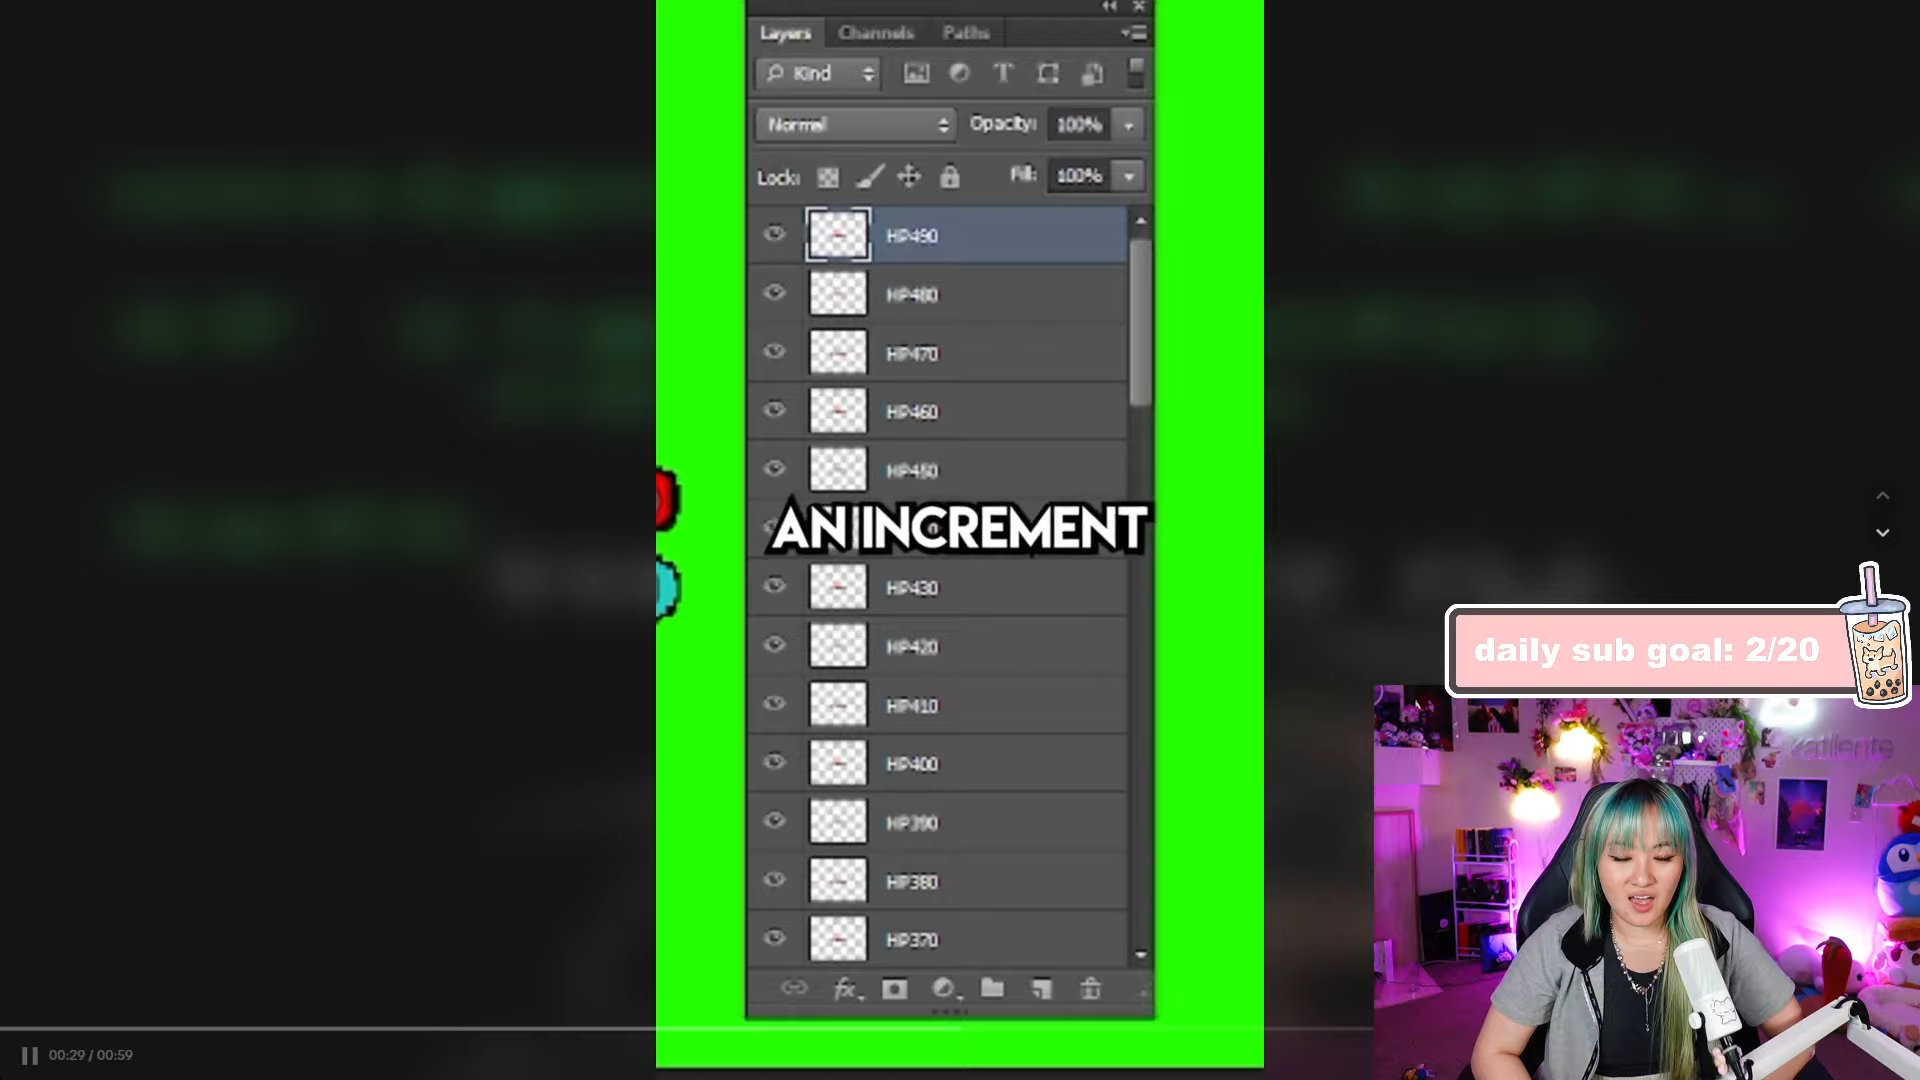 Layers Channels Paths
Kind
Normal Opacity: 100%
Lock: Fill: 100%
HP490
HP480
HP470
HP460
HP450
AN INCREMENT
HP430
HP420
HP410
HP400
HP390
HP380
HP370
fx
daily sub goal: 2/20
00:29 / 00:59